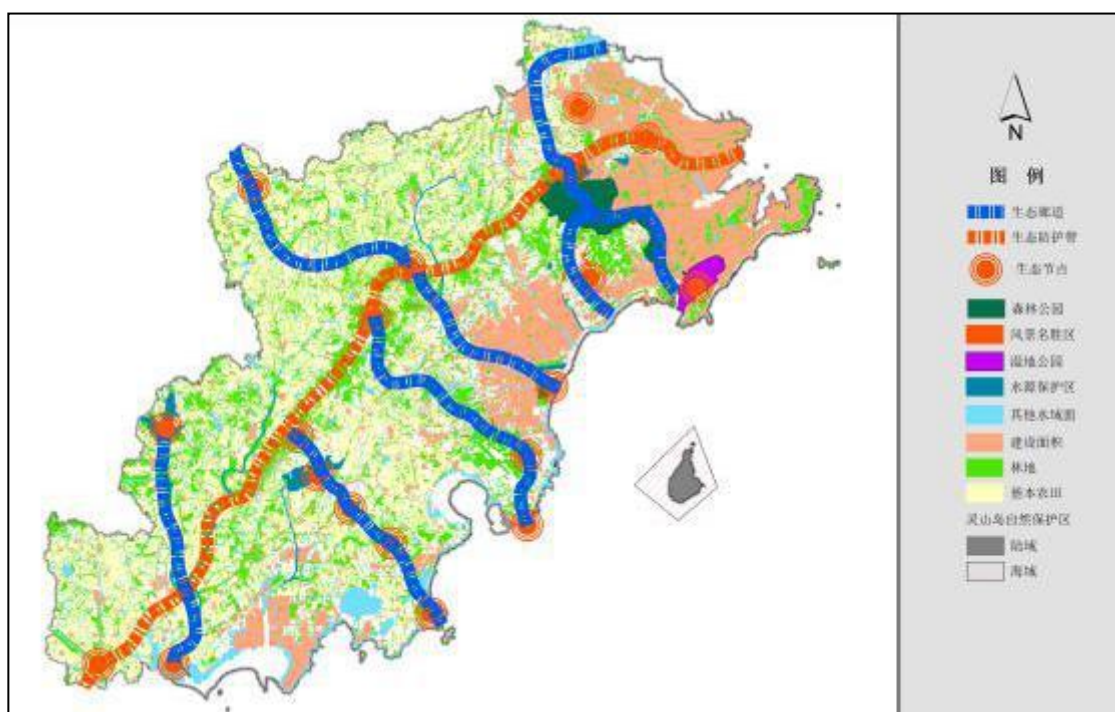 N
图 例
生态廊道
生态防护带
生态节点
森林公园
风景名胜区
湿地公园
水源保护区
其他水域面
建设面积
林地
基本农田
灵山岛自然保护区
陆域
海域